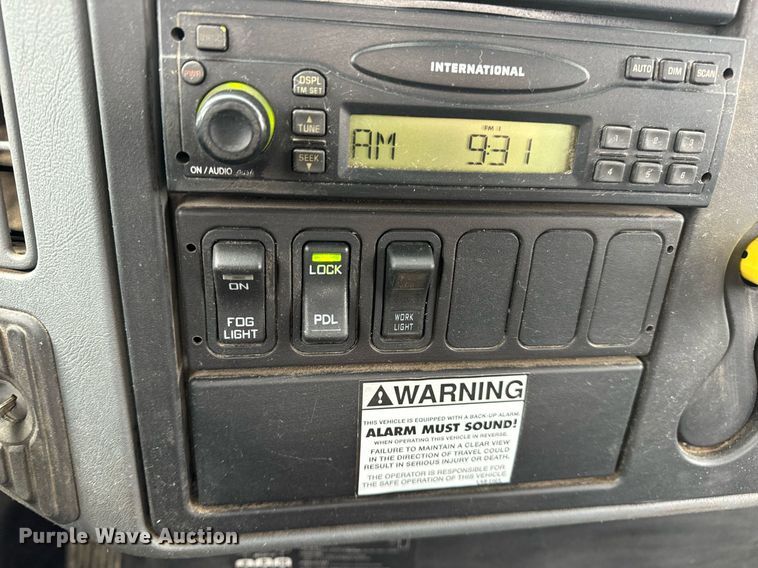 PWR
DSPL
TM SET
INTERNATIONAL
AUTO
DIM
SCAN
TUNE
AM 9:31
1 2 3
SEEK
4 5 6
ON / AUDIO push
ON
FOG
LIGHT
LOCK
PDL
WORK
LIGHT
WARNING
THIS VEHICLE IS EQUIPPED WITH A BACK-UP ALARM.
ALARM MUST SOUND!
WHEN OPERATING THIS VEHICLE IN REVERSE.
FAILURE TO MAINTAIN A CLEAR VIEW
IN THE DIRECTION OF TRAVEL COULD
RESULT IN SERIOUS INJURY OR DEATH.
THE OPERATOR IS RESPONSIBLE FOR
THE SAFE OPERATION OF THIS VEHICLE
Purple Wave Auction